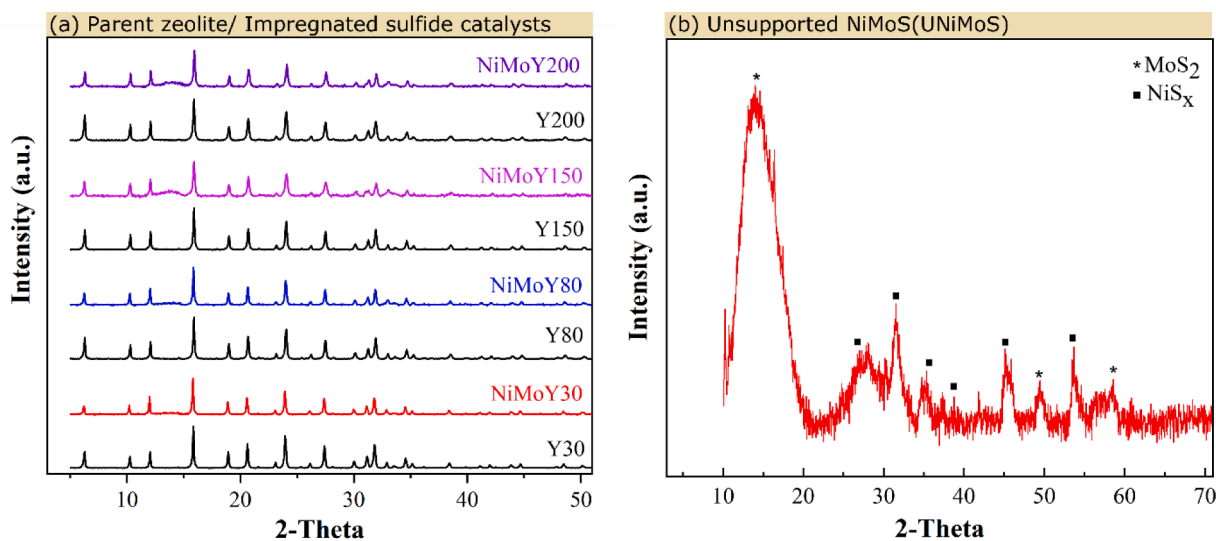 (a) Parent zeolite/ Impregnated sulfide catalysts
NiMoY200
Y200
NiMoY150
Y150
NiMoY80
Y80
NiMoY30
Y30
Intensity (a.u.)
10 20 30 40 50
2-Theta
(b) Unsupported NiMoS(UNiMoS)
* MoS₂
■ NiSₓ
*
■
■
■
■
■
*
■
*
Intensity (a.u.)
10 20 30 40 50 60 70
2-Theta